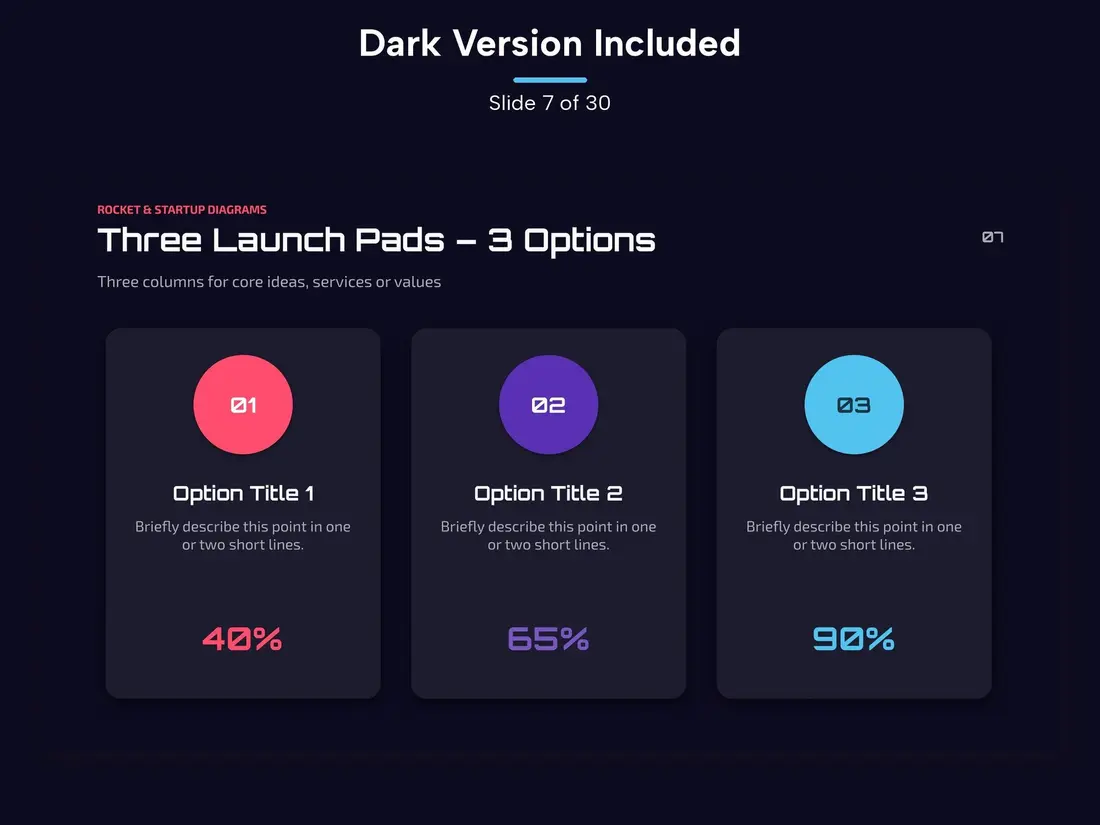 Dark Version Included
Slide 7 of 30
ROCKET & STARTUP DIAGRAMS
Three Launch Pads – 3 Options
07
Three columns for core ideas, services or values
01
Option Title 1
Briefly describe this point in one
or two short lines.
40%
02
Option Title 2
Briefly describe this point in one
or two short lines.
65%
03
Option Title 3
Briefly describe this point in one
or two short lines.
90%